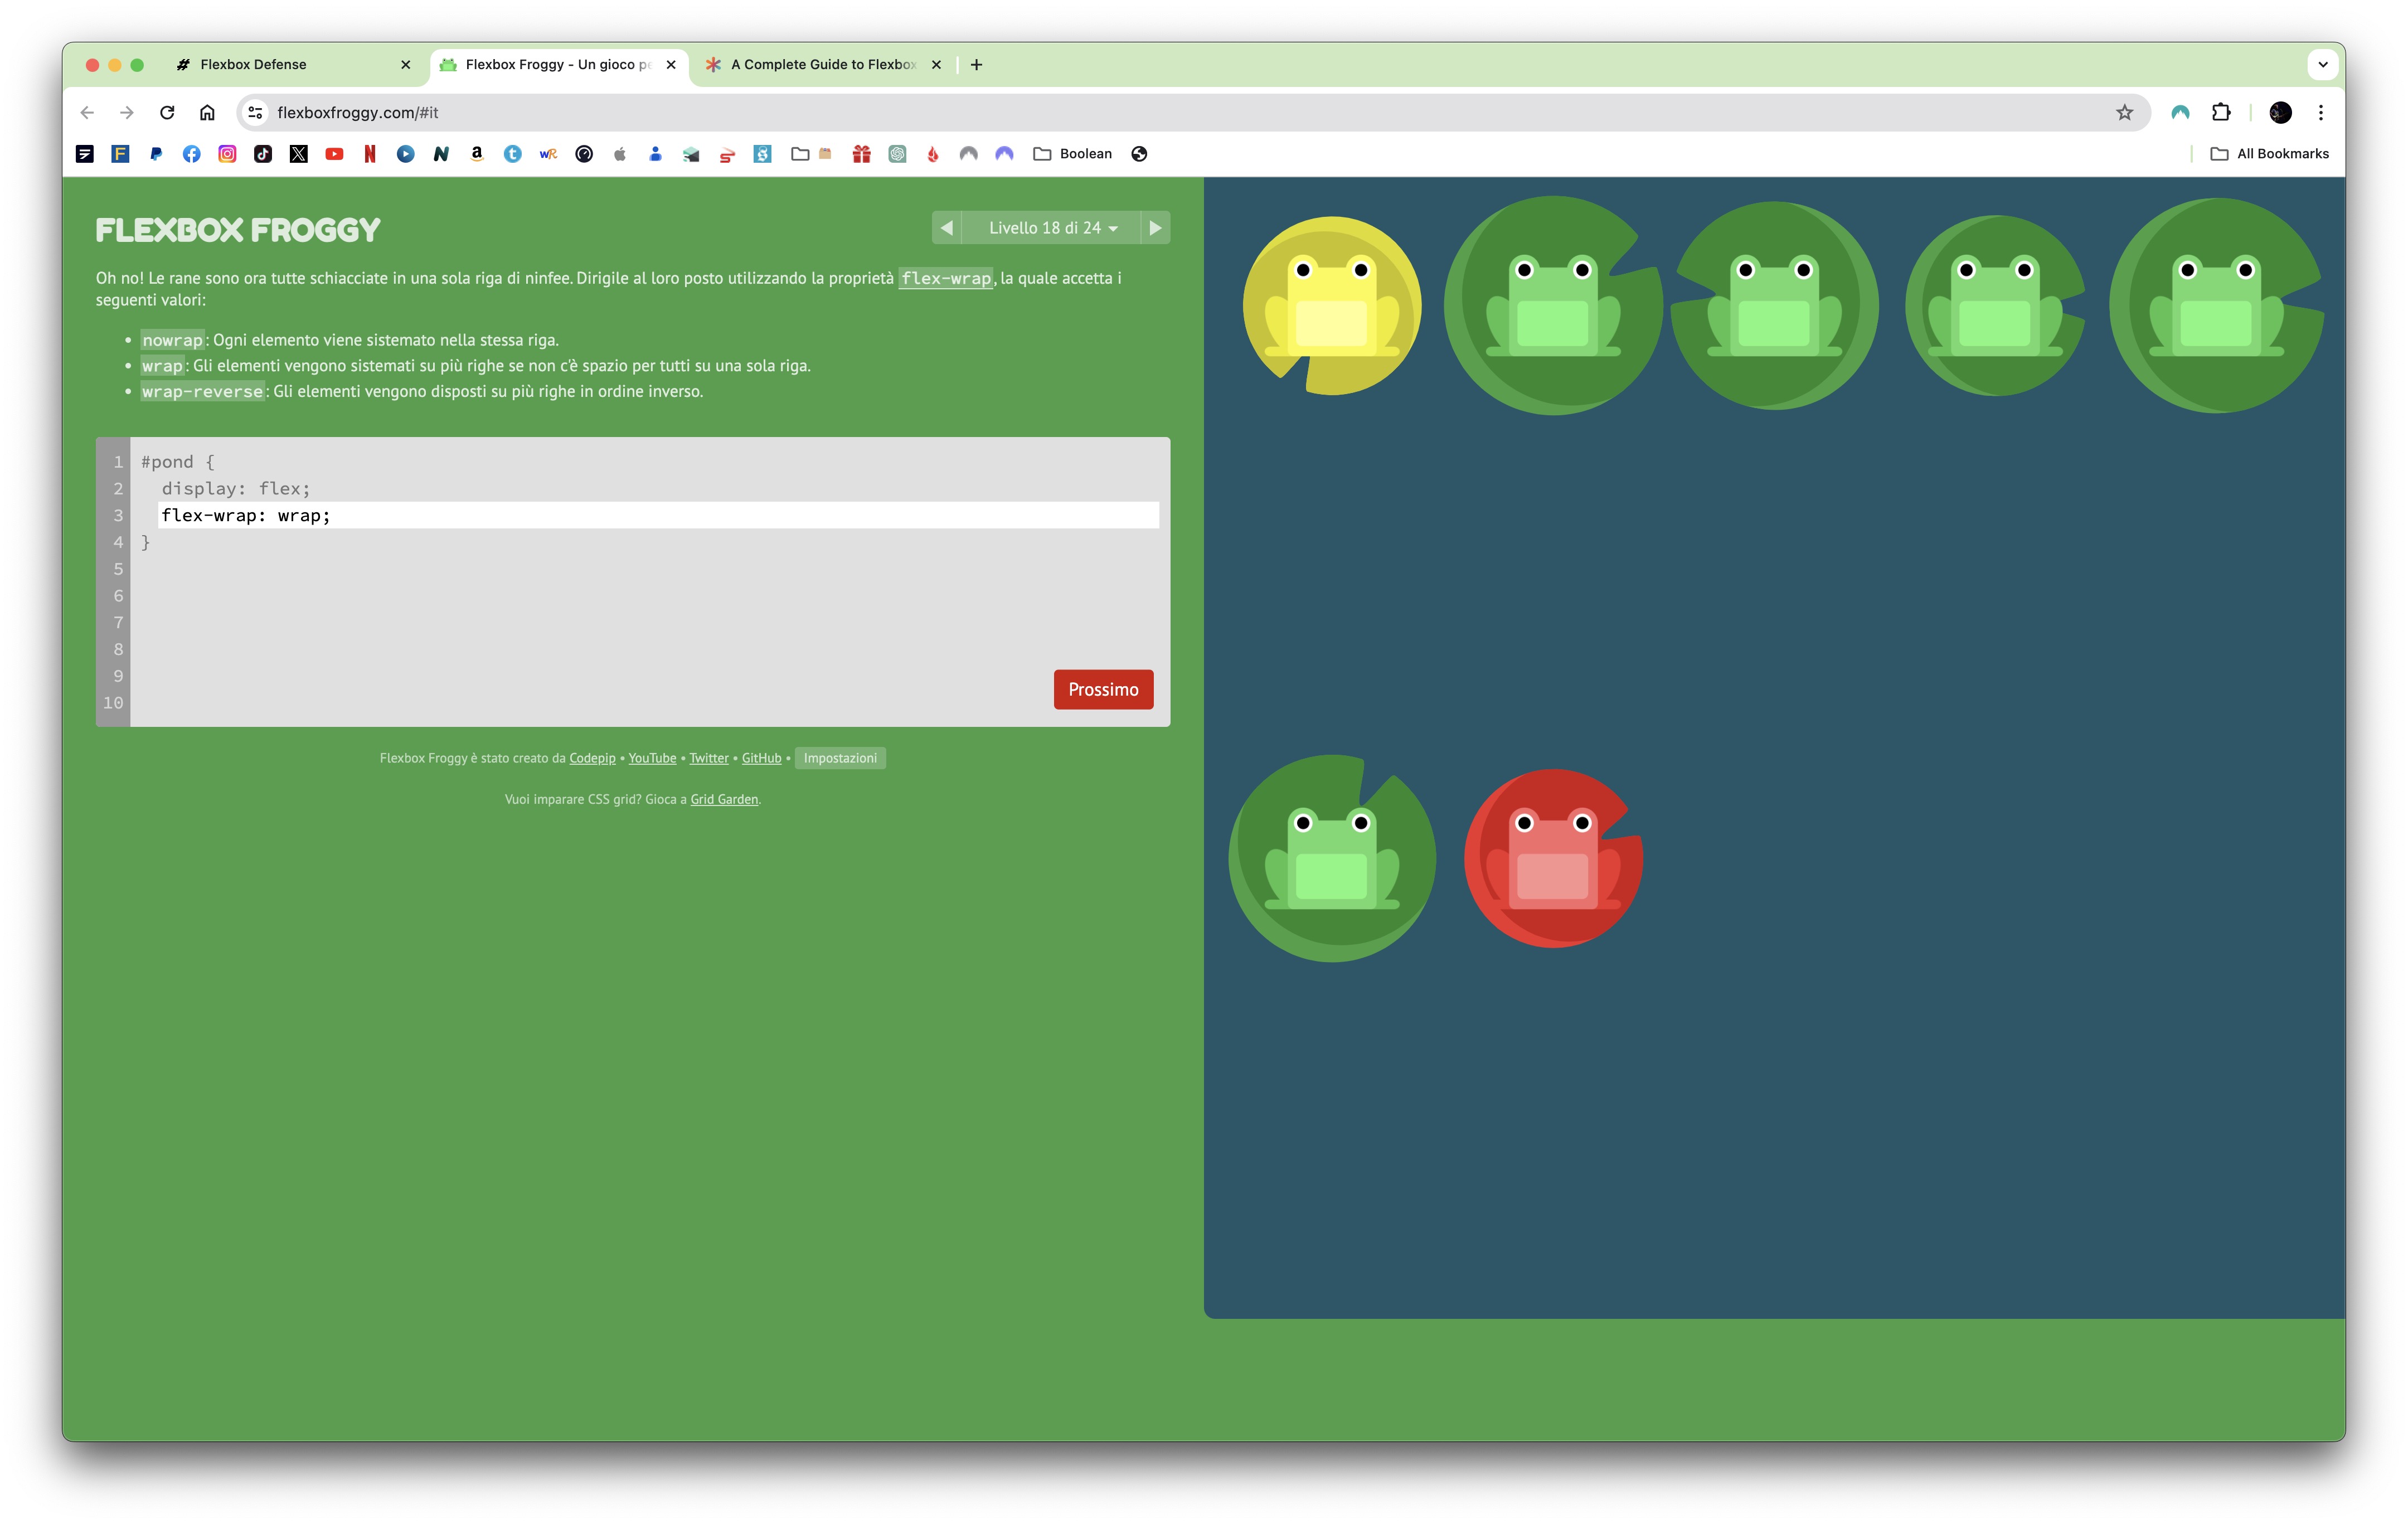 Flexbox Defense
Flexbox Froggy - Un gioco pe
A Complete Guide to Flexbox
flexboxfroggy.com/#it
Boolean
All Bookmarks
FLEXBOX FROGGY
Livello 18 di 24
Oh no! Le rane sono ora tutte schiacciate in una sola riga di ninfee. Dirigile al loro posto utilizzando la proprietà flex-wrap, la quale accetta i
seguenti valori:
• nowrap: Ogni elemento viene sistemato nella stessa riga.
• wrap: Gli elementi vengono sistemati su più righe se non c'è spazio per tutti su una sola riga.
• wrap-reverse: Gli elementi vengono disposti su più righe in ordine inverso.
1 #pond {
2 display: flex;
3 flex-wrap: wrap;
4 }
5
6
7
8
9
10
Prossimo
Flexbox Froggy è stato creato da Codepip • YouTube • Twitter • GitHub • Impostazioni
Vuoi imparare CSS grid? Gioca a Grid Garden.